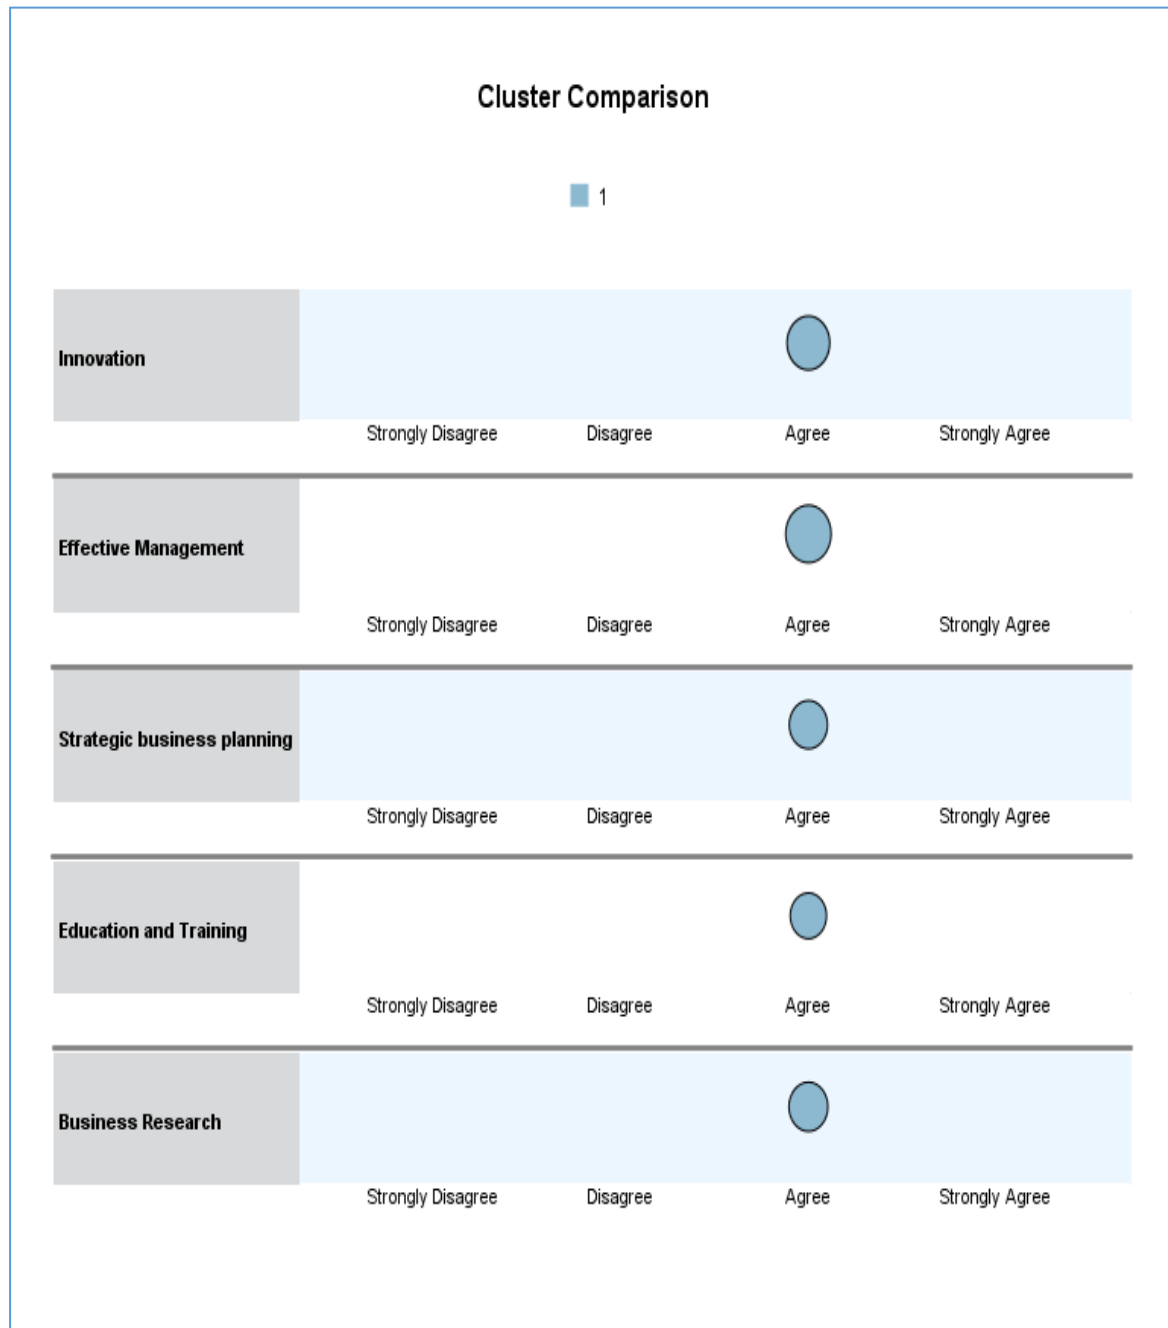 Cluster Comparison
1
Innovation
Strongly Disagree Disagree Agree Strongly Agree
Effective Management
Strongly Disagree Disagree Agree Strongly Agree
Strategic business planning
Strongly Disagree Disagree Agree Strongly Agree
Education and Training
Strongly Disagree Disagree Agree Strongly Agree
Business Research
Strongly Disagree Disagree Agree Strongly Agree